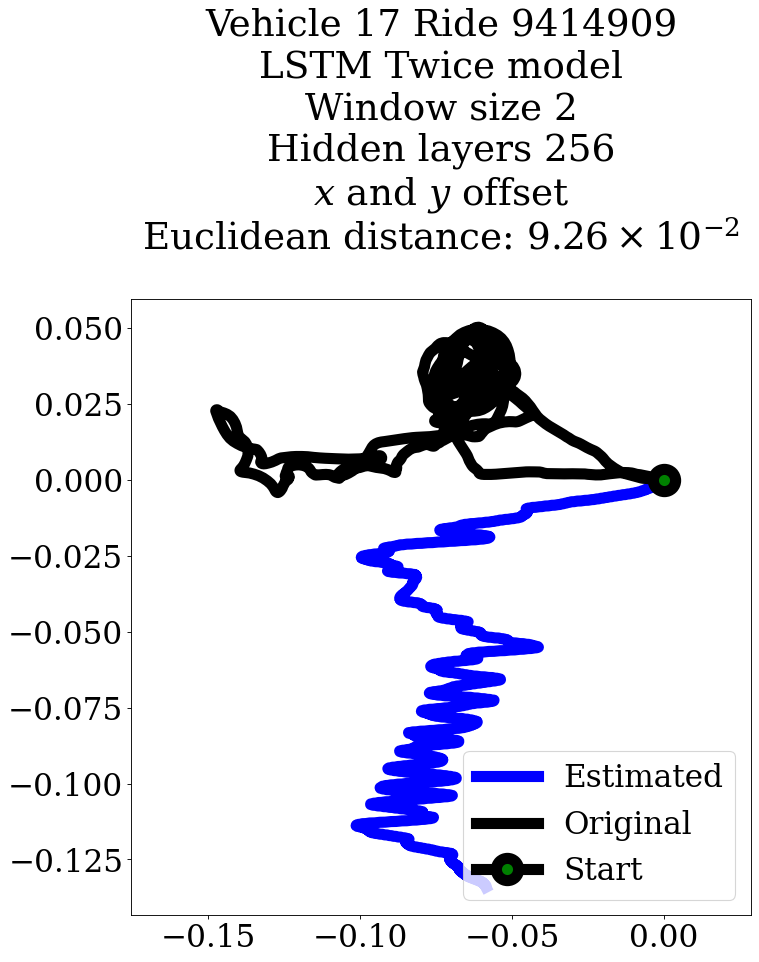 Vehicle 17 Ride 9414909
LSTM Twice model
Window size 2
Hidden layers 256
x and y offset
Euclidean distance: 9.26 × 10⁻²
0.050
0.025
0.000
−0.025
−0.050
−0.075
−0.100
−0.125
Estimated
Original
Start
−0.15 −0.10 −0.05 0.00